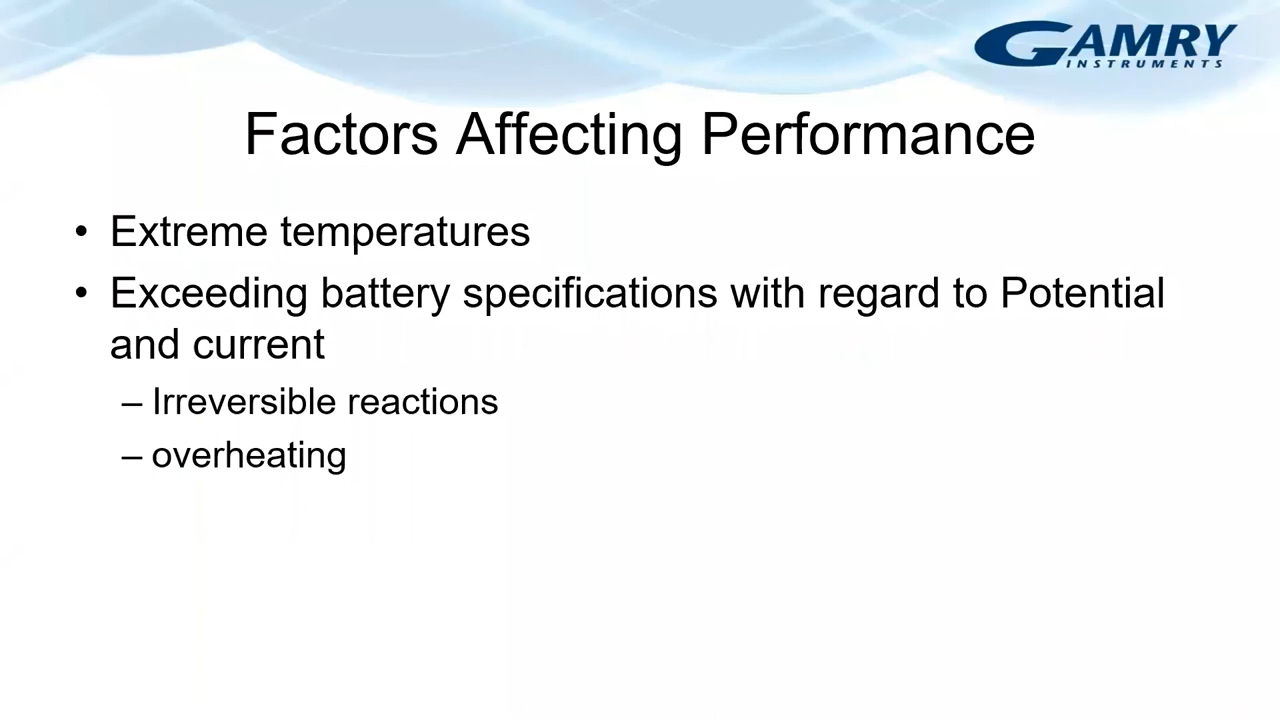 GAMRY
INSTRUMENTS
Factors Affecting Performance
• Extreme temperatures
• Exceeding battery specifications with regard to Potential
and current
– Irreversible reactions
– overheating